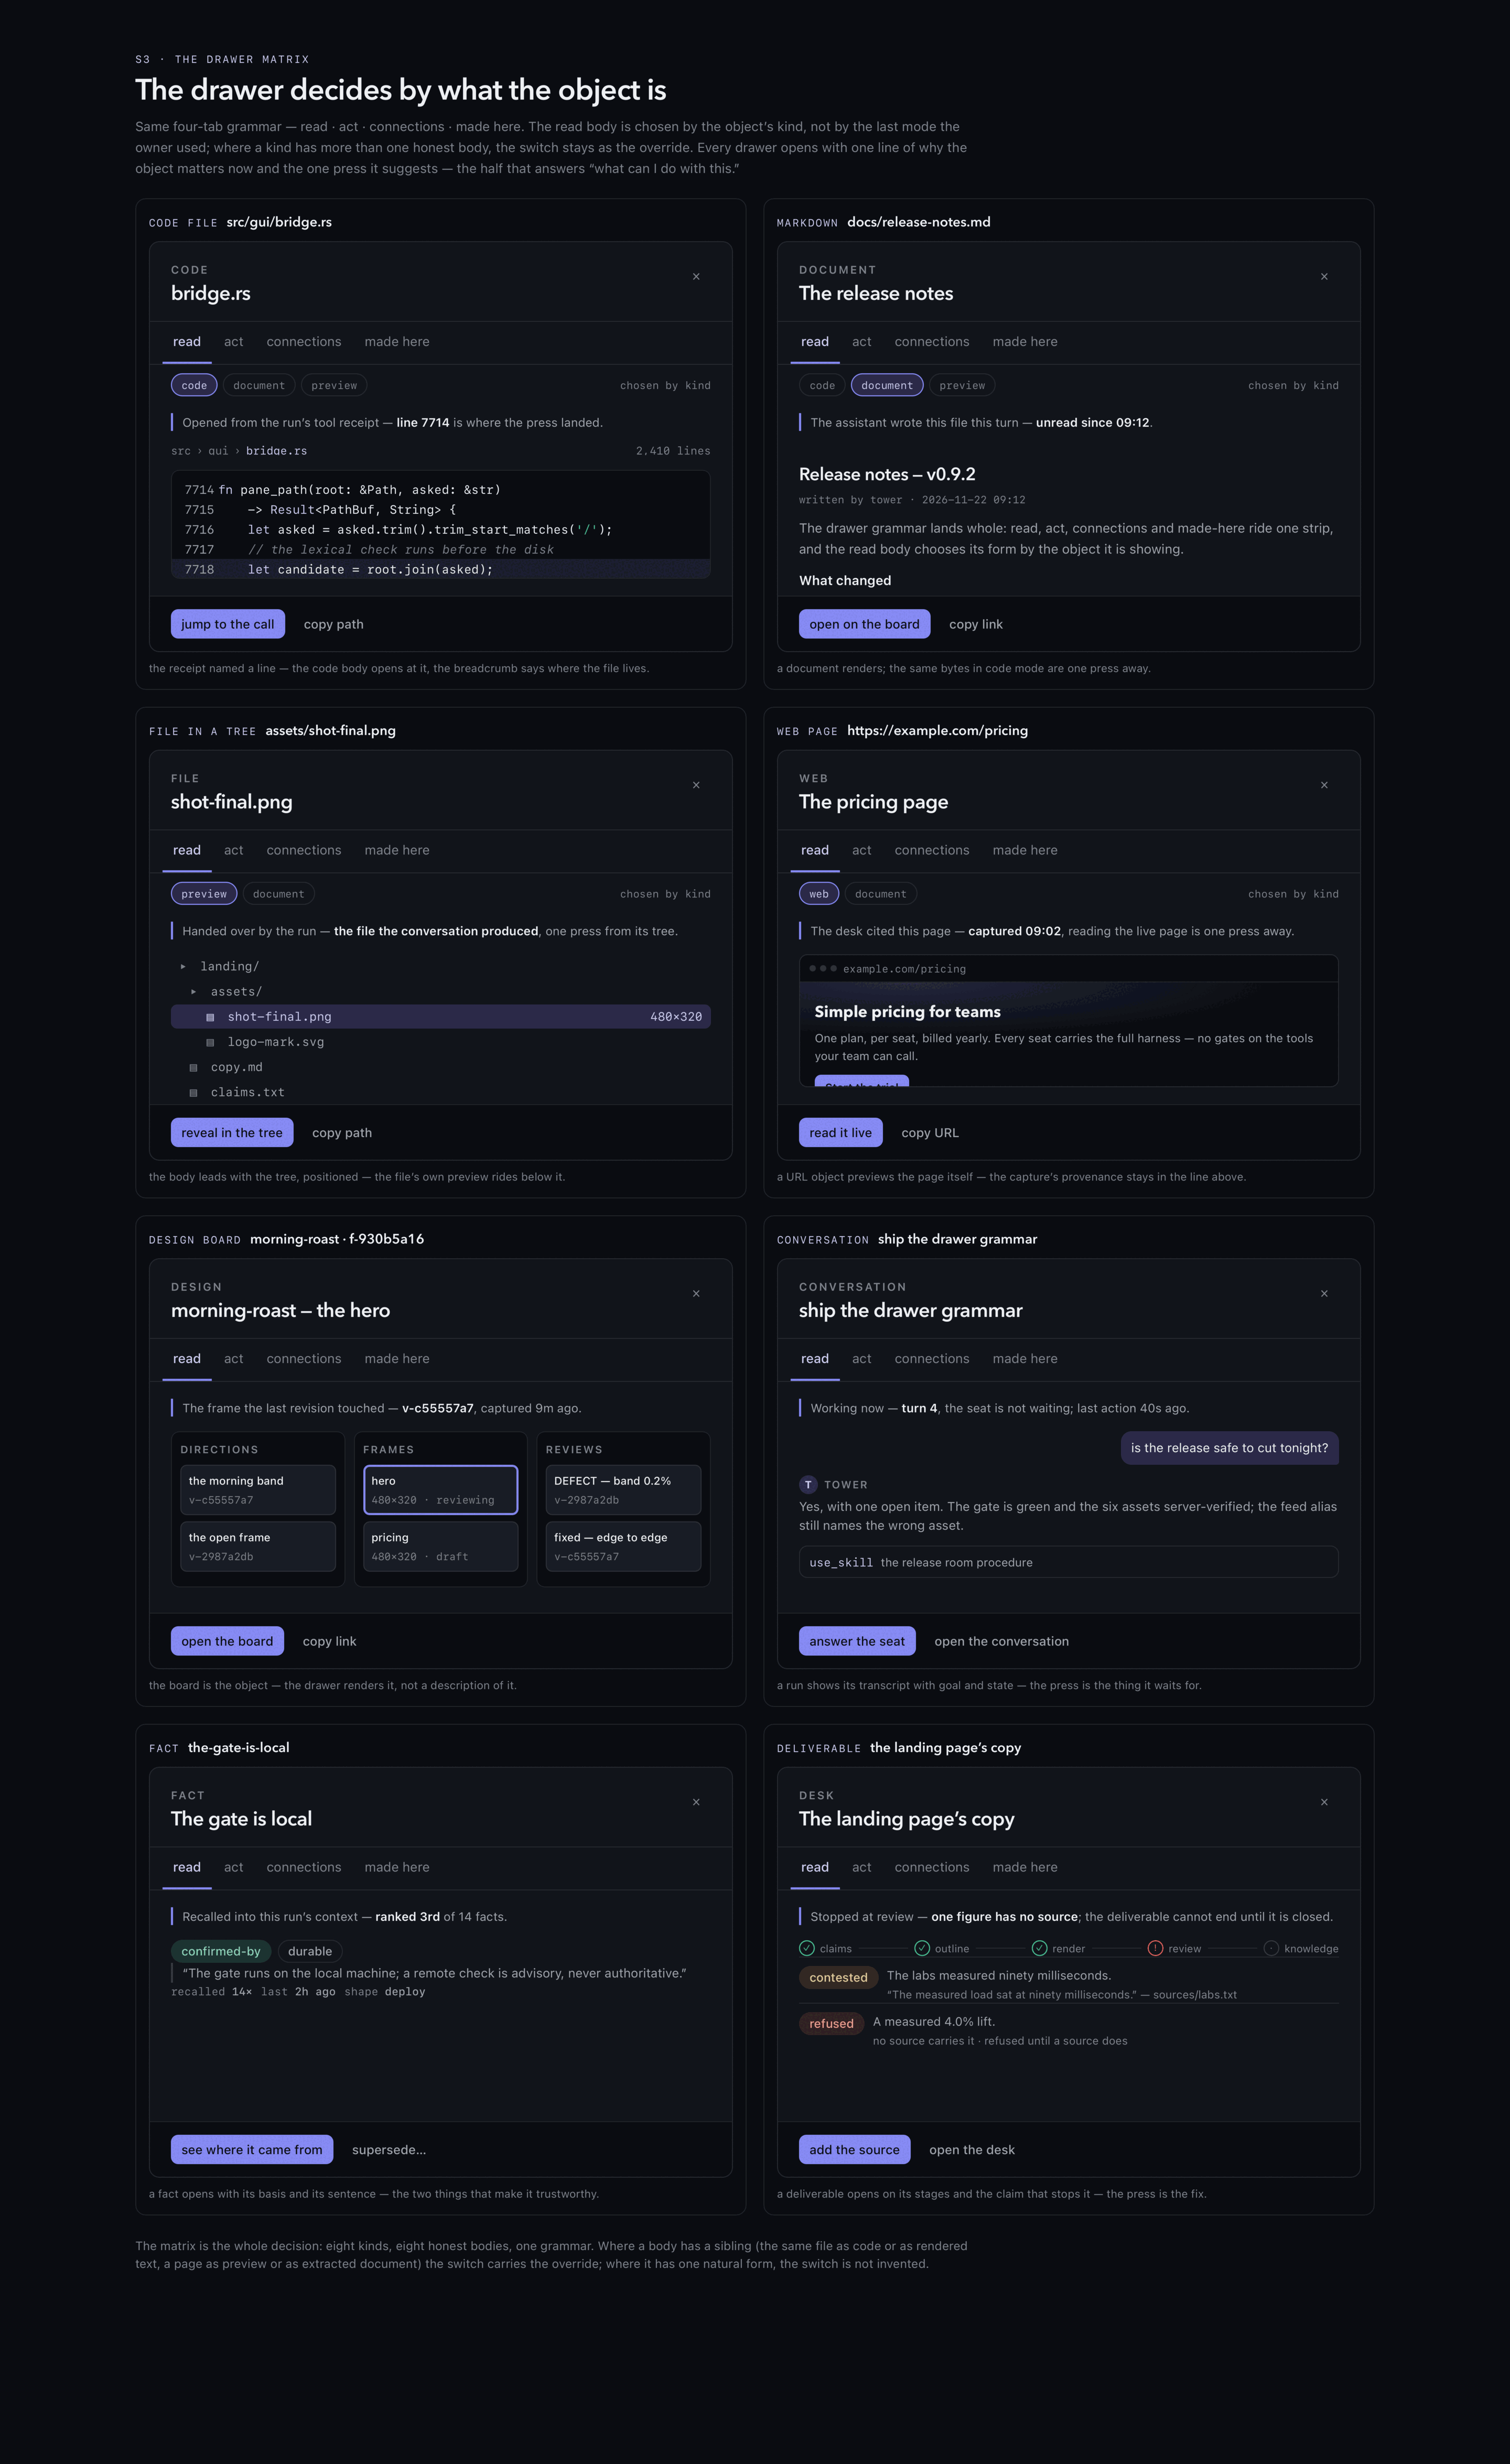 S3 · THE DRAWER MATRIX
The drawer decides by what the object is
Same four-tab grammar — read · act · connections · made here. The read body is chosen by the object's kind, not by the last mode the
owner used; where a kind has more than one honest body, the switch stays as the override. Every drawer opens with one line of why the
object matters now and the one press it suggests — the half that answers “what can I do with this.”
CODE FILE src/gui/bridge.rs
CODE
×
bridge.rs
read act connections made here
code document preview chosen by kind
Opened from the run's tool receipt — line 7714 is where the press landed.
src › gui › bridge.rs 2,410 lines
7714 fn pane_path(root: &Path, asked: &str)
7715 —> Result<PathBuf, String> {
7716 let asked = asked.trim().trim_start_matches('/');
7717 // the lexical check runs before the disk
7718 let candidate = root.join(asked);
jump to the call copy path
the receipt named a line — the code body opens at it, the breadcrumb says where the file lives.
MARKDOWN docs/release-notes.md
DOCUMENT
×
The release notes
read act connections made here
code document preview chosen by kind
The assistant wrote this file this turn — unread since 09:12.
Release notes — v0.9.2
written by tower · 2026-11-22 09:12
The drawer grammar lands whole: read, act, connections and made-here ride one strip,
and the read body chooses its form by the object it is showing.
What changed
open on the board copy link
a document renders; the same bytes in code mode are one press away.
FILE IN A TREE assets/shot-final.png
FILE
×
shot-final.png
read act connections made here
preview document chosen by kind
Handed over by the run — the file the conversation produced, one press from its tree.
landing/
assets/
shot-final.png 480×320
logo-mark.svg
copy.md
claims.txt
reveal in the tree copy path
the body leads with the tree, positioned — the file's own preview rides below it.
WEB PAGE https://example.com/pricing
WEB
×
The pricing page
read act connections made here
web document chosen by kind
The desk cited this page — captured 09:02, reading the live page is one press away.
example.com/pricing
Simple pricing for teams
One plan, per seat, billed yearly. Every seat carries the full harness — no gates on the tools
your team can call.
Start the trial
read it live copy URL
a URL object previews the page itself — the capture's provenance stays in the line above.
DESIGN BOARD morning-roast · f-930b5a16
DESIGN
×
morning-roast — the hero
read act connections made here
The frame the last revision touched — v-c55557a7, captured 9m ago.
DIRECTIONS
the morning band
v-c55557a7
the open frame
v-2987a2db
FRAMES
hero
480×320 · reviewing
pricing
480×320 · draft
REVIEWS
DEFECT — band 0.2%
v-2987a2db
fixed — edge to edge
v-c55557a7
open the board copy link
the board is the object — the drawer renders it, not a description of it.
CONVERSATION ship the drawer grammar
CONVERSATION
×
ship the drawer grammar
read act connections made here
Working now — turn 4, the seat is not waiting; last action 40s ago.
is the release safe to cut tonight?
T TOWER
Yes, with one open item. The gate is green and the six assets server-verified; the feed alias
still names the wrong asset.
use_skill the release room procedure
answer the seat open the conversation
a run shows its transcript with goal and state — the press is the thing it waits for.
FACT the-gate-is-local
FACT
×
The gate is local
read act connections made here
Recalled into this run's context — ranked 3rd of 14 facts.
confirmed-by durable
“The gate runs on the local machine; a remote check is advisory, never authoritative.”
recalled 14× last 2h ago shape deploy
see where it came from supersede…
a fact opens with its basis and its sentence — the two things that make it trustworthy.
DELIVERABLE the landing page's copy
DESK
×
The landing page's copy
read act connections made here
Stopped at review — one figure has no source; the deliverable cannot end until it is closed.
claims outline render review knowledge
contested The labs measured ninety milliseconds.
“The measured load sat at ninety milliseconds.” — sources/labs.txt
refused A measured 4.0% lift.
no source carries it · refused until a source does
add the source open the desk
a deliverable opens on its stages and the claim that stops it — the press is the fix.
The matrix is the whole decision: eight kinds, eight honest bodies, one grammar. Where a body has a sibling (the same file as code or as rendered
text, a page as preview or as extracted document) the switch carries the override; where it has one natural form, the switch is not invented.